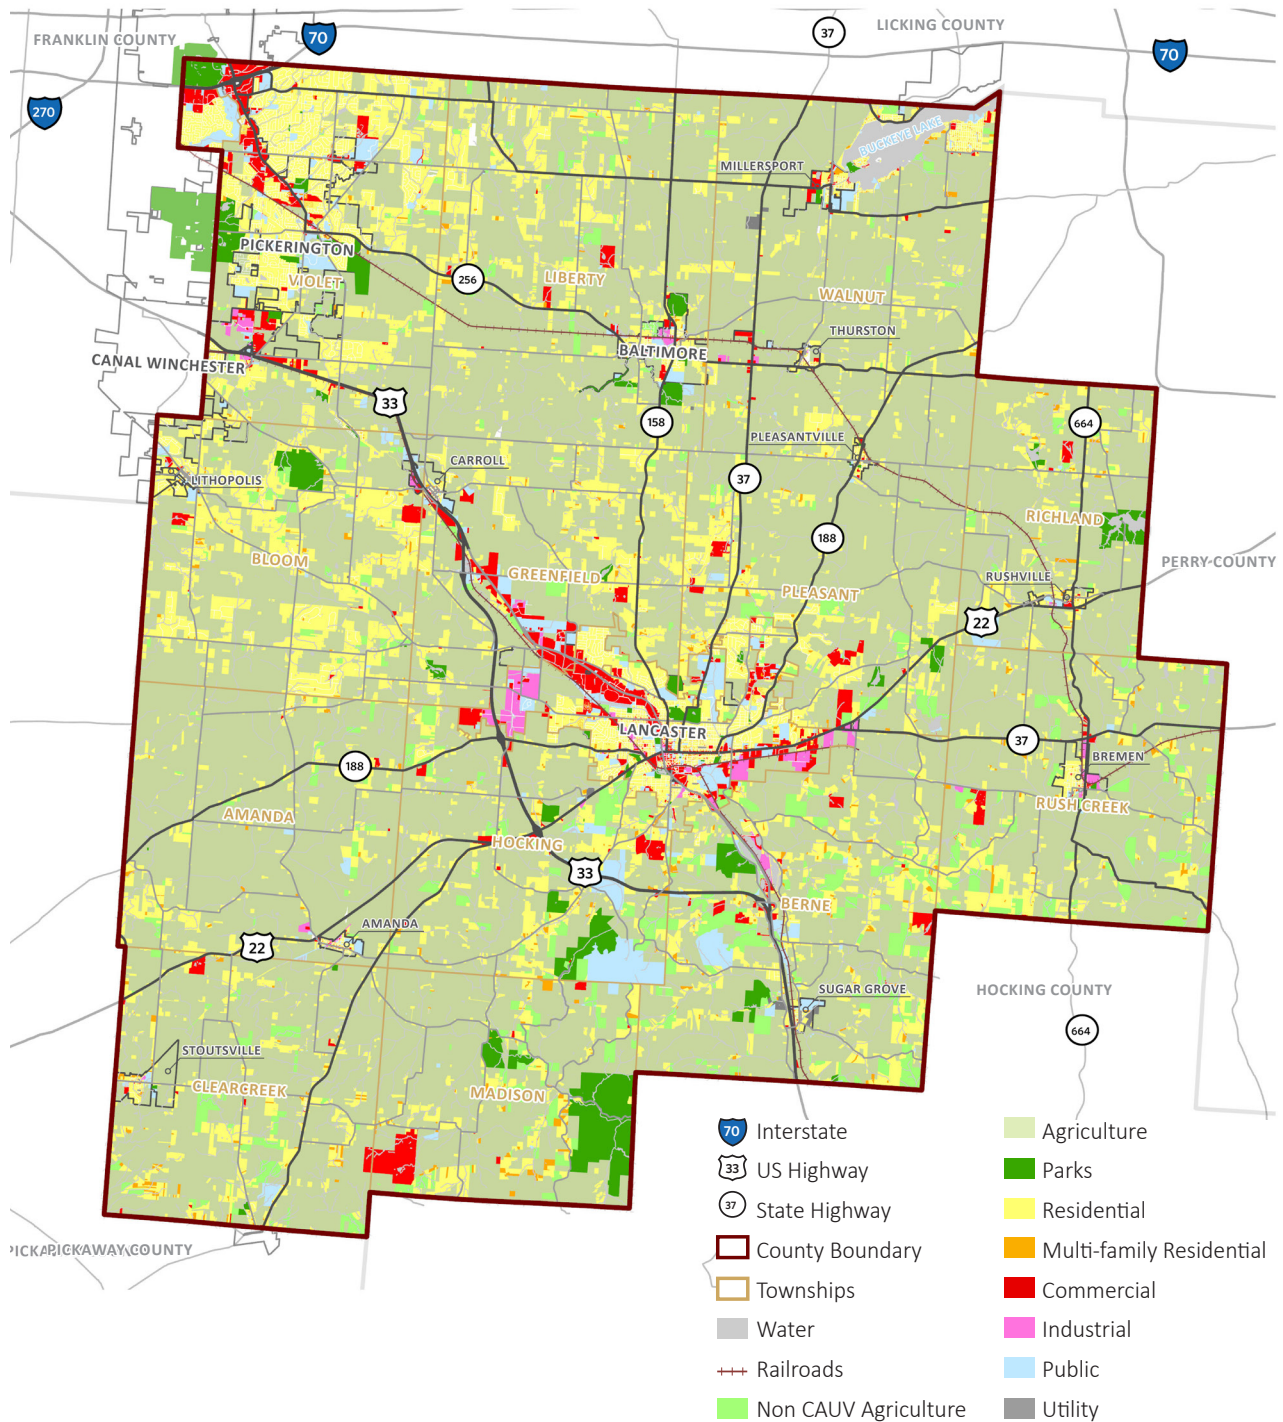 FRANKLIN COUNTY
70
37
LICKING COUNTY
70
270
BUCKEYE LAKE
MILLERSPORT
PICKERINGTON
VIOLET
256
LIBERTY
WALNUT
THURSTON
BALTIMORE
CANAL WINCHESTER
33
158
664
PLEASANTVILLE
CARROLL
LITHOPOLIS
37
RICHLAND
188
BLOOM
GREENFIELD
PERRY COUNTY
RUSHVILLE
PLEASANT
22
LANCASTER
37
BREMEN
188
RUSH CREEK
AMANDA
HOCKING
33
BERNE
AMANDA
22
SUGAR GROVE
HOCKING COUNTY
664
STOUTSVILLE
CLEARCREEK
MADISON
PICKAWAY COUNTY
70 Interstate
33 US Highway
37 State Highway
County Boundary
Townships
Water
Railroads
Non CAUV Agriculture
Agriculture
Parks
Residential
Multi-family Residential
Commercial
Industrial
Public
Utility